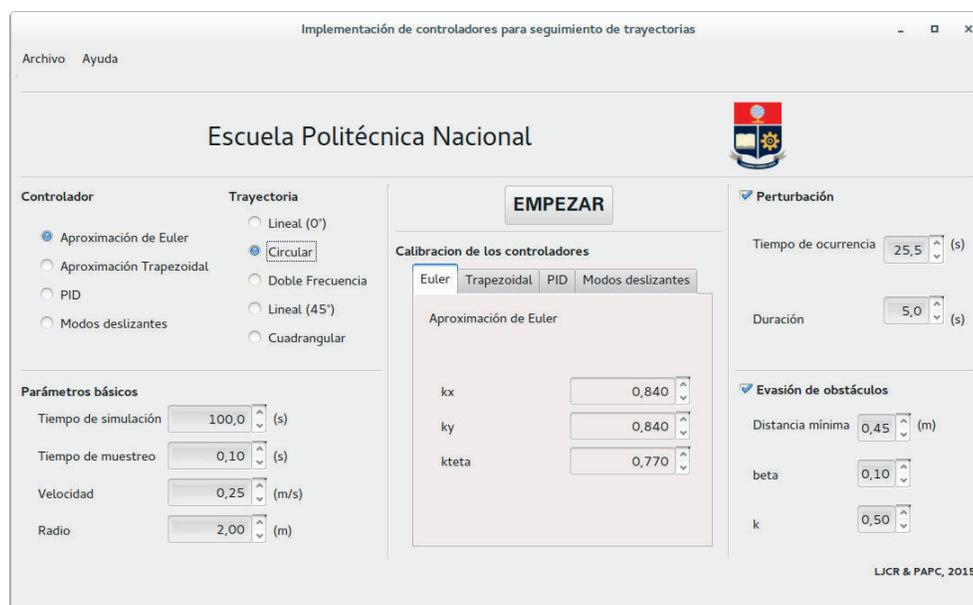 Implementación de controladores para seguimiento de trayectorias
Archivo Ayuda
Escuela Politécnica Nacional
Controlador
Aproximación de Euler
Aproximación Trapezoidal
PID
Modos deslizantes
Trayectoria
Lineal (0°)
Circular
Doble Frecuencia
Lineal (45°)
Cuadrangular
Parámetros básicos
Tiempo de simulación 100,0 (s)
Tiempo de muestreo 0,10 (s)
Velocidad 0,25 (m/s)
Radio 2,00 (m)
EMPEZAR
Calibracion de los controladores
Euler Trapezoidal PID Modos deslizantes
Aproximación de Euler
kx 0,840
ky 0,840
kteta 0,770
Perturbación
Tiempo de ocurrencia 25,5 (s)
Duración 5,0 (s)
Evasión de obstáculos
Distancia mínima 0,45 (m)
beta 0,10
k 0,50
LJCR & PAPC, 2015